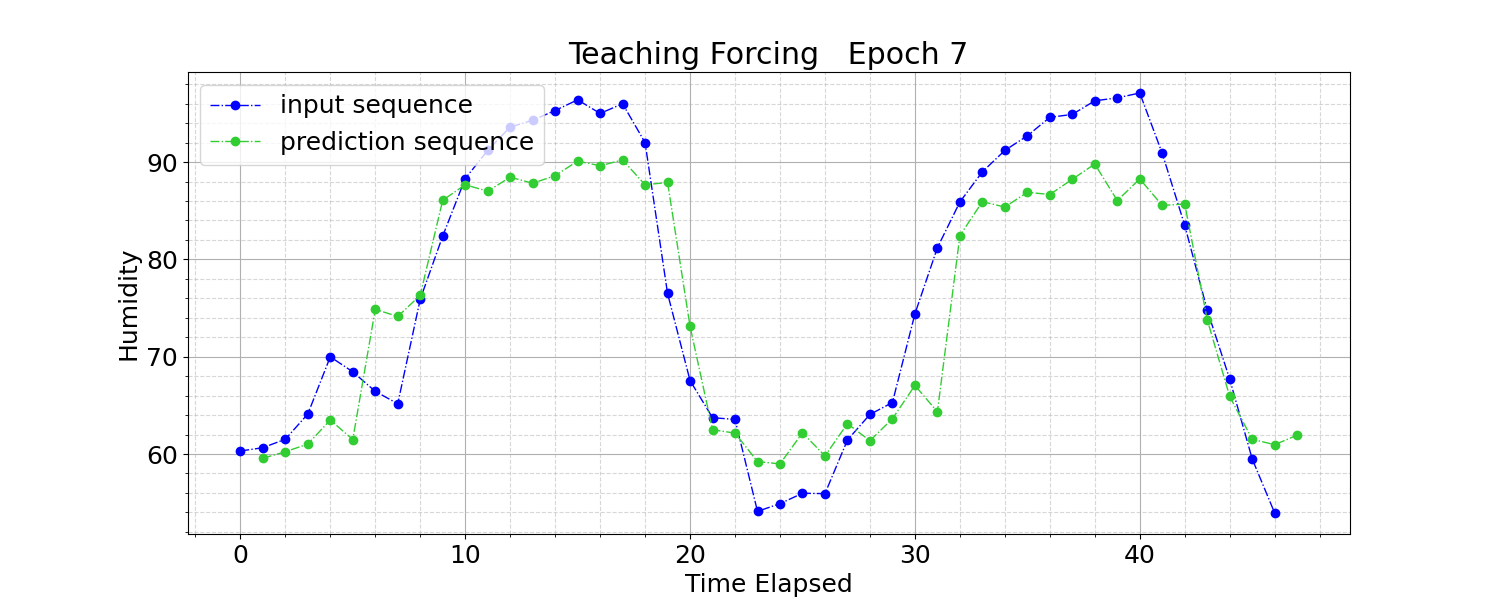 Teaching Forcing   Epoch 7
input sequence
prediction sequence
90
80
70
60
Humidity
0 10 20 30 40
Time Elapsed